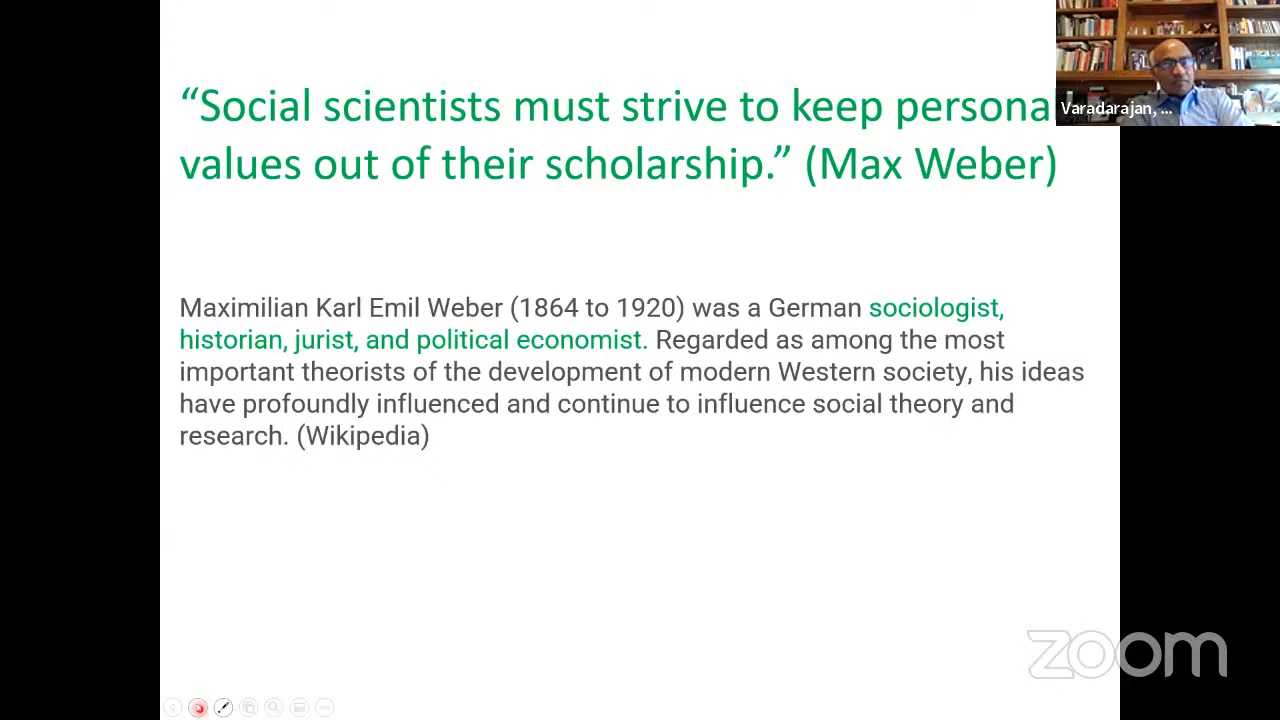 “Social scientists must strive to keep persona
values out of their scholarship.” (Max Weber)
Varadarajan, ...
Maximilian Karl Emil Weber (1864 to 1920) was a German sociologist,
historian, jurist, and political economist. Regarded as among the most
important theorists of the development of modern Western society, his ideas
have profoundly influenced and continue to influence social theory and
research. (Wikipedia)
zoom